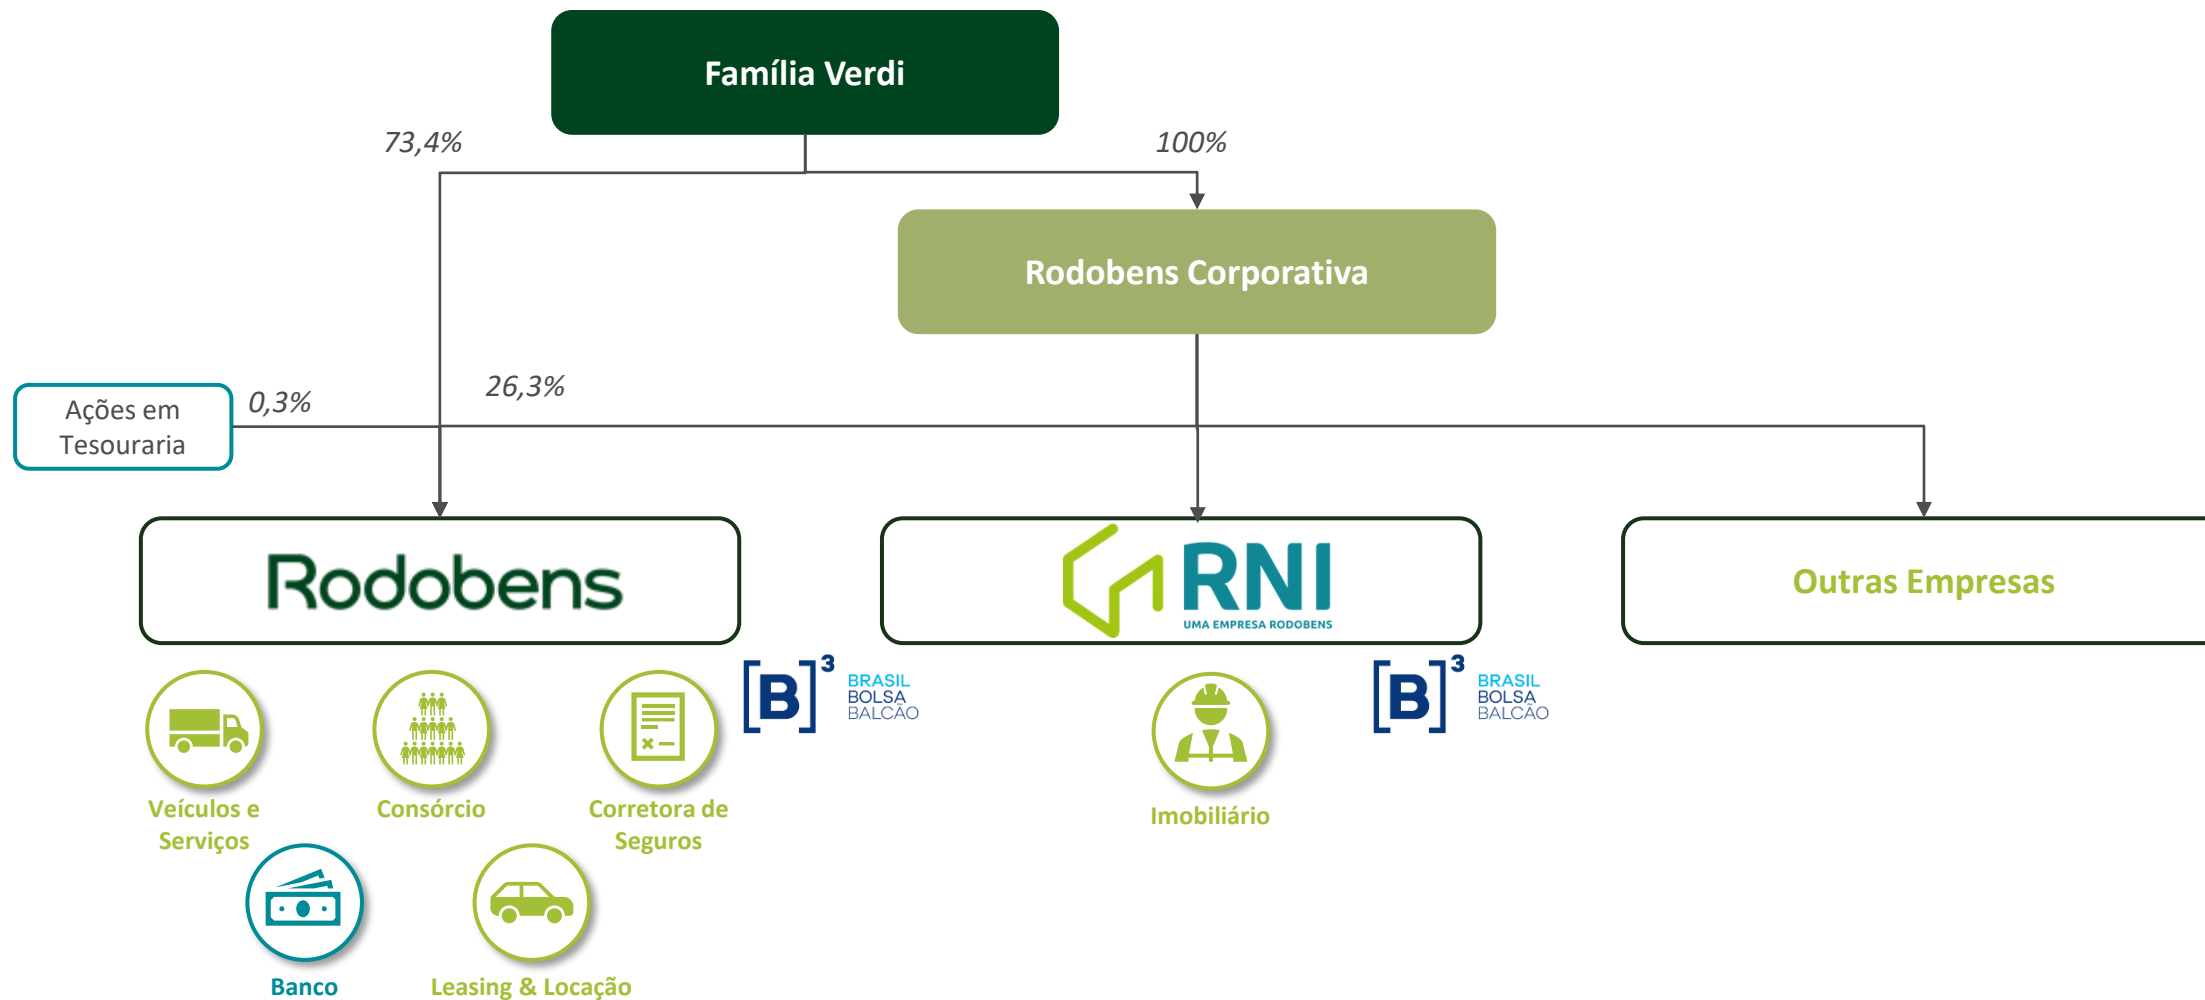 Família Verdi
73,4%
100%
Rodobens Corporativa
Ações em
Tesouraria
0,3%
26,3%
Rodobens
RNI
UMA EMPRESA RODOBENS
Outras Empresas
[B]³
BRASIL
BOLSA
BALCÃO
[B]³
BRASIL
BOLSA
BALCÃO
Veículos e
Serviços
Consórcio
Corretora de
Seguros
Imobiliário
Banco
Leasing & Locação